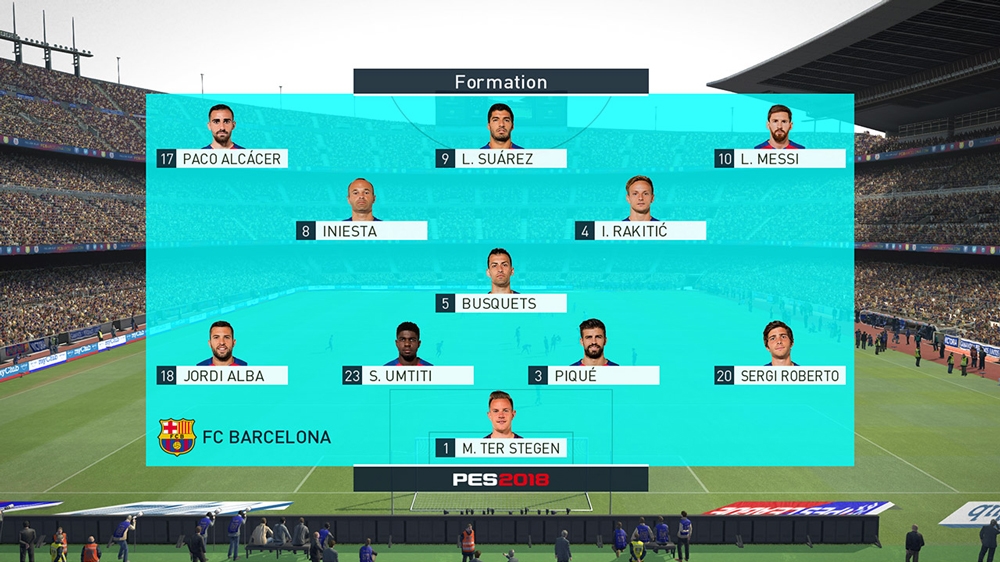 Formation
17 PACO ALCÁCER
9 L. SUÁREZ
10 L. MESSI
8 INIESTA
4 I. RAKITIĆ
5 BUSQUETS
18 JORDI ALBA
23 S. UMTITI
3 PIQUÉ
20 SERGI ROBERTO
FCB
FC BARCELONA
1 M. TER STEGEN
PES2018